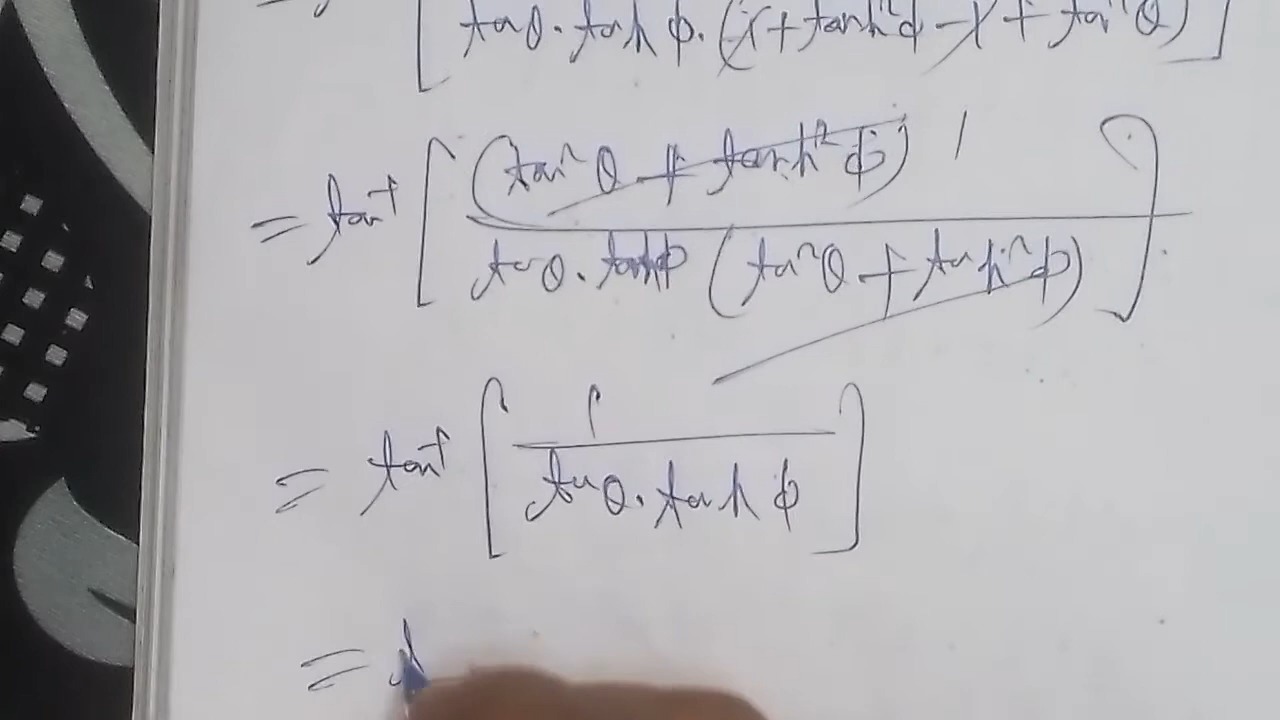 tanθ · tanh φ · (1 + tanh²φ - 1 + tan²θ) ]
= tan⁻¹ [ (tan²θ + tanh²φ) 1 / tanθ · tanhφ (tan²θ + tanh²φ) ]
= tan⁻¹ [ 1 / tanθ · tanh φ ]
=